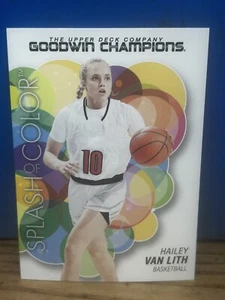 THE UPPER DECK COMPANY
GOODWIN CHAMPIONS.
SPLASH OF COLOR
10
HAILEY
VAN LITH
BASKETBALL